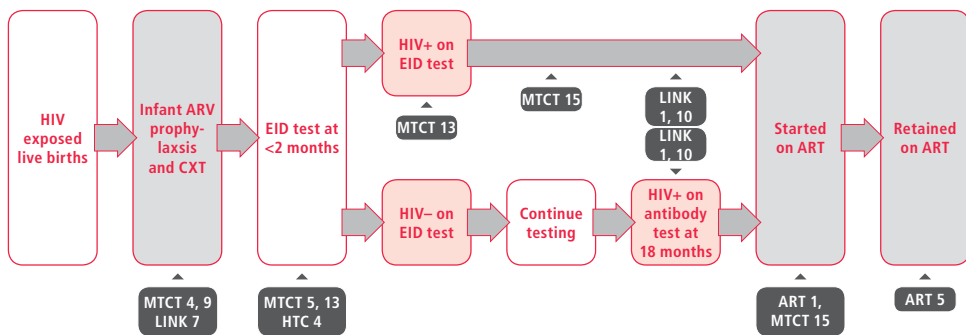 HIV
exposed
live births
Infant ARV
prophy-
laxsis
and CXT
MTCT 4, 9
LINK 7
EID test at
<2 months
MTCT 5, 13
HTC 4
HIV+ on
EID test
MTCT 13
MTCT 15
LINK
1, 10
LINK
1, 10
HIV– on
EID test
Continue
testing
HIV+ on
antibody
test at
18 months
Started
on ART
ART 1,
MTCT 15
Retained
on ART
ART 5